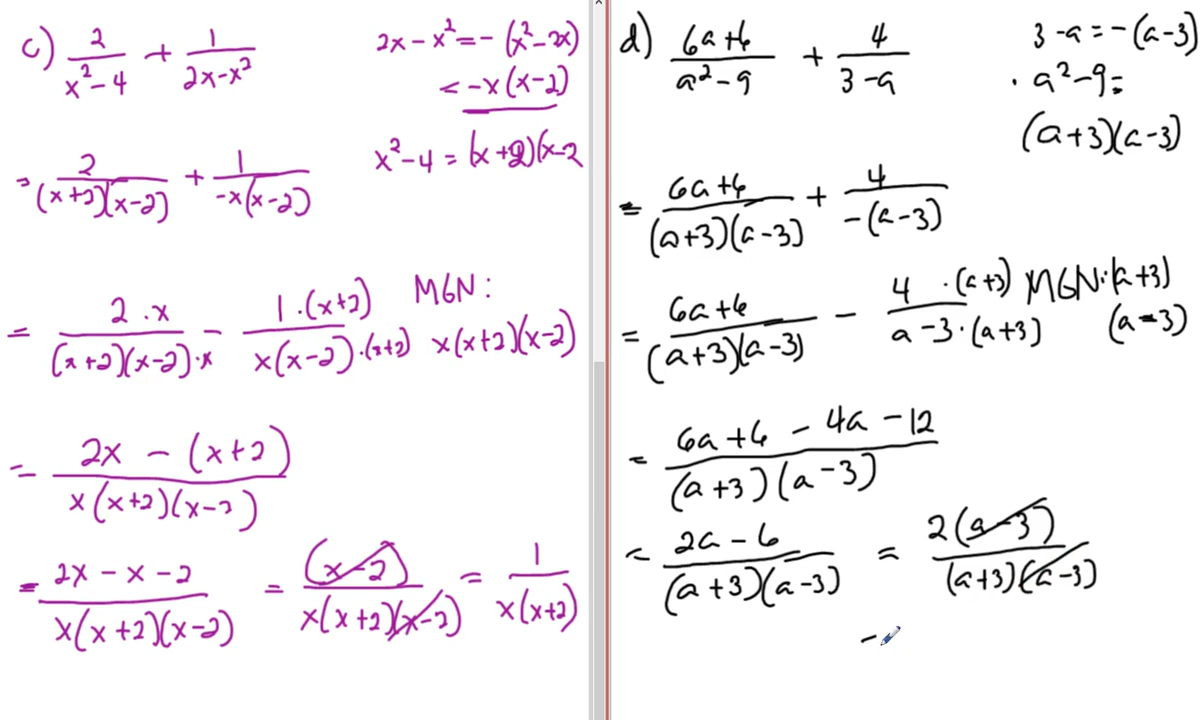 c) 2/(x²-4) + 1/(2x-x²)
2x - x² = -(x²-2x)
= -x(x-2)
x²-4 = (x+2)(x-2
= 2/((x+2)(x-2)) + 1/(-x(x-2))
= (2·x)/((x+2)(x-2)·x) - (1·(x+2))/(x(x-2)·(x+2)) MGN:
x(x+2)(x-2)
= (2x - (x+2))/(x(x+2)(x-2))
= (2x-x-2)/(x(x+2)(x-2)) = (x-2)/(x(x+2)(x-2)) = 1/(x(x+2))
d) (6a+6)/(a²-9) + 4/(3-a)
3-a = -(a-3)
· a²-9 =
(a+3)(a-3)
= (6a+6)/((a+3)(a-3)) + 4/(-(a-3))
= (6a+6)/((a+3)(a-3)) - (4·(a+3))/(a-3·(a+3)) MGN: (a+3)
(a-3)
= (6a+6-4a-12)/((a+3)(a-3))
= (2a-6)/((a+3)(a-3)) = (2(a-3))/((a+3)(a-3))